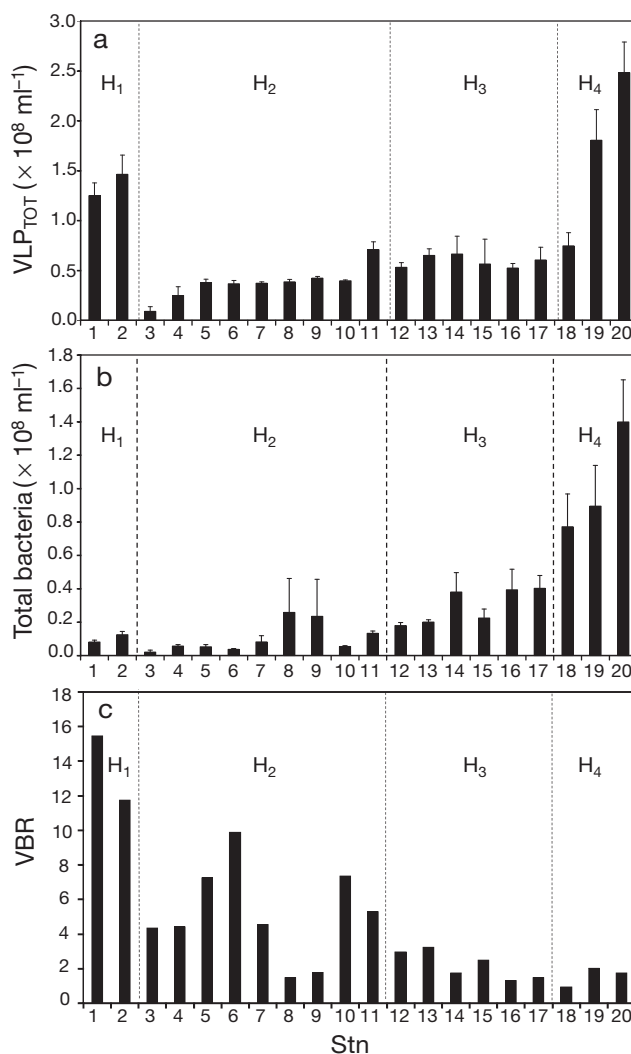 a
3.0
2.5
2.0
1.5
1.0
0.5
0.0
VLP_TOT (× 10⁸ ml⁻¹)
H₁ H₂ H₃ H₄
1 2 3 4 5 6 7 8 9 10 11 12 13 14 15 16 17 18 19 20
b
1.8
1.6
1.4
1.2
1.0
0.8
0.6
0.4
0.2
0.0
Total bacteria (× 10⁸ ml⁻¹)
H₁ H₂ H₃ H₄
1 2 3 4 5 6 7 8 9 10 11 12 13 14 15 16 17 18 19 20
c
18
16
14
12
10
8
6
4
2
0
VBR
H₁ H₂ H₃ H₄
1 2 3 4 5 6 7 8 9 10 11 12 13 14 15 16 17 18 19 20
Stn